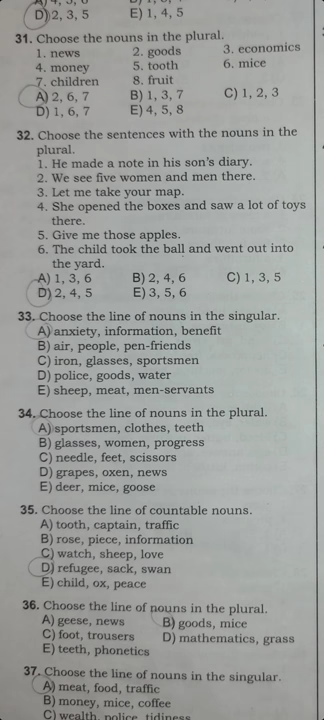 D) 2, 3, 5 E) 1, 4, 5
31. Choose the nouns in the plural.
1. news 2. goods 3. economics
4. money 5. tooth 6. mice
7. children 8. fruit
A) 2, 6, 7 B) 1, 3, 7 C) 1, 2, 3
D) 1, 6, 7 E) 4, 5, 8
32. Choose the sentences with the nouns in the
plural.
1. He made a note in his son's diary.
2. We see five women and men there.
3. Let me take your map.
4. She opened the boxes and saw a lot of toys
there.
5. Give me those apples.
6. The child took the ball and went out into
the yard.
A) 1, 3, 6 B) 2, 4, 6 C) 1, 3, 5
D) 2, 4, 5 E) 3, 5, 6
33. Choose the line of nouns in the singular.
A) anxiety, information, benefit
B) air, people, pen-friends
C) iron, glasses, sportsmen
D) police, goods, water
E) sheep, meat, men-servants
34. Choose the line of nouns in the plural.
A) sportsmen, clothes, teeth
B) glasses, women, progress
C) needle, feet, scissors
D) grapes, oxen, news
E) deer, mice, goose
35. Choose the line of countable nouns.
A) tooth, captain, traffic
B) rose, piece, information
C) watch, sheep, love
D) refugee, sack, swan
E) child, ox, peace
36. Choose the line of nouns in the plural.
A) geese, news B) goods, mice
C) foot, trousers D) mathematics, grass
E) teeth, phonetics
37. Choose the line of nouns in the singular.
A) meat, food, traffic
B) money, mice, coffee
C) wealth, police, tidiness